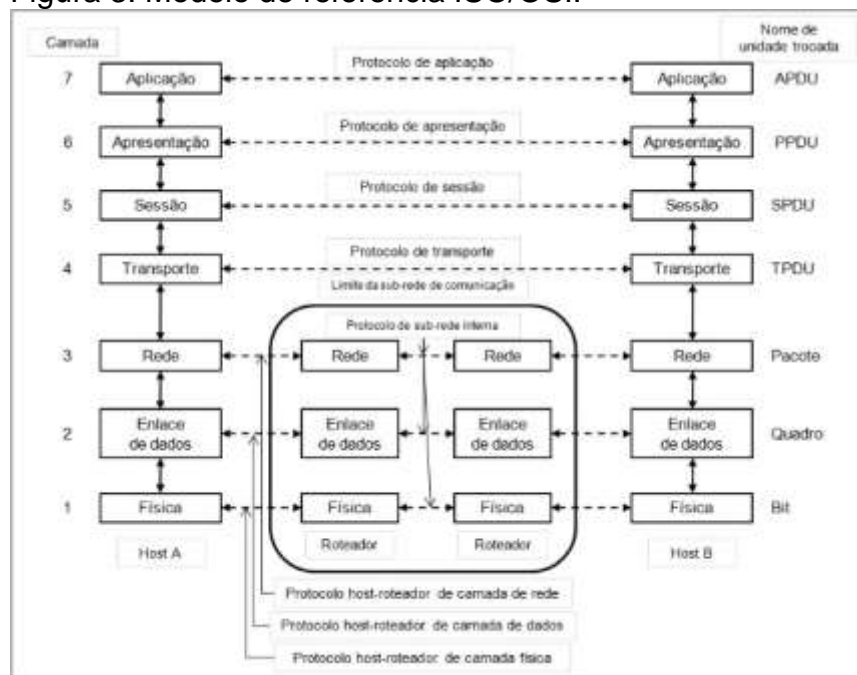 Figura 8. Modelo de referência ISO/OSI.
Camada
Nome de
unidade trocada
Protocolo de aplicação
7 Aplicação Aplicação APDU
Protocolo de apresentação
6 Apresentação Apresentação PPDU
Protocolo de sessão
5 Sessão Sessão SPDU
Protocolo de transporte
4 Transporte Transporte TPDU
Limite da sub-rede de comunicação
Protocolo de sub-rede interna
3 Rede Rede Rede Rede Pacote
2 Enlace de dados Enlace de dados Enlace de dados Enlace de dados Quadro
1 Física Física Física Física Bit
Host A Roteador Roteador Host B
Protocolo host-roteador de camada de rede
Protocolo host-roteador de camada de dados
Protocolo host-roteador de camada física